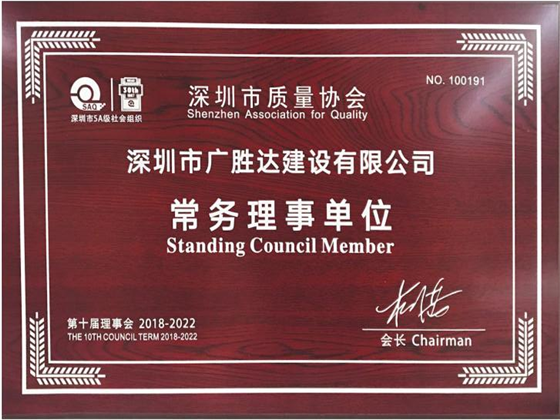 NO. 100191
SAQ
30th
深圳市5A级社会组织
深圳市质量协会
Shenzhen Association for Quality
深圳市广胜达建设有限公司
常务理事单位
Standing Council Member
第十届理事会 2018-2022
THE 10TH COUNCIL TERM 2018-2022
会长 Chairman